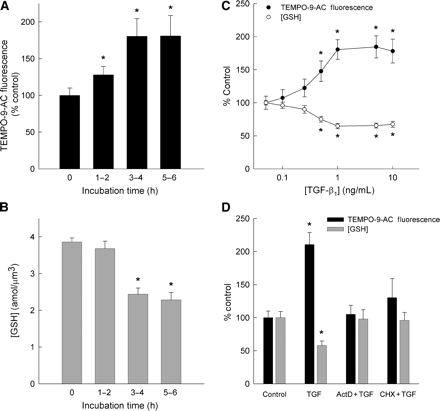 A
TEMPO-9-AC fluorescence
(% control)
200
150
100
50
0
*
*
*
0 1–2 3–4 5–6
Incubation time (h)
B
[GSH] (amol/µm³)
4
3
2
1
0
*
*
0 1–2 3–4 5–6
Incubation time (h)
C
TEMPO-9-AC fluorescence
[GSH]
% Control
250
200
150
100
50
0
* * * *
* * * *
0.1 1 10
[TGF-β₁] (ng/mL)
D
TEMPO-9-AC fluorescence
[GSH]
% control
250
200
150
100
50
0
*
*
Control TGF ActD + TGF CHX + TGF